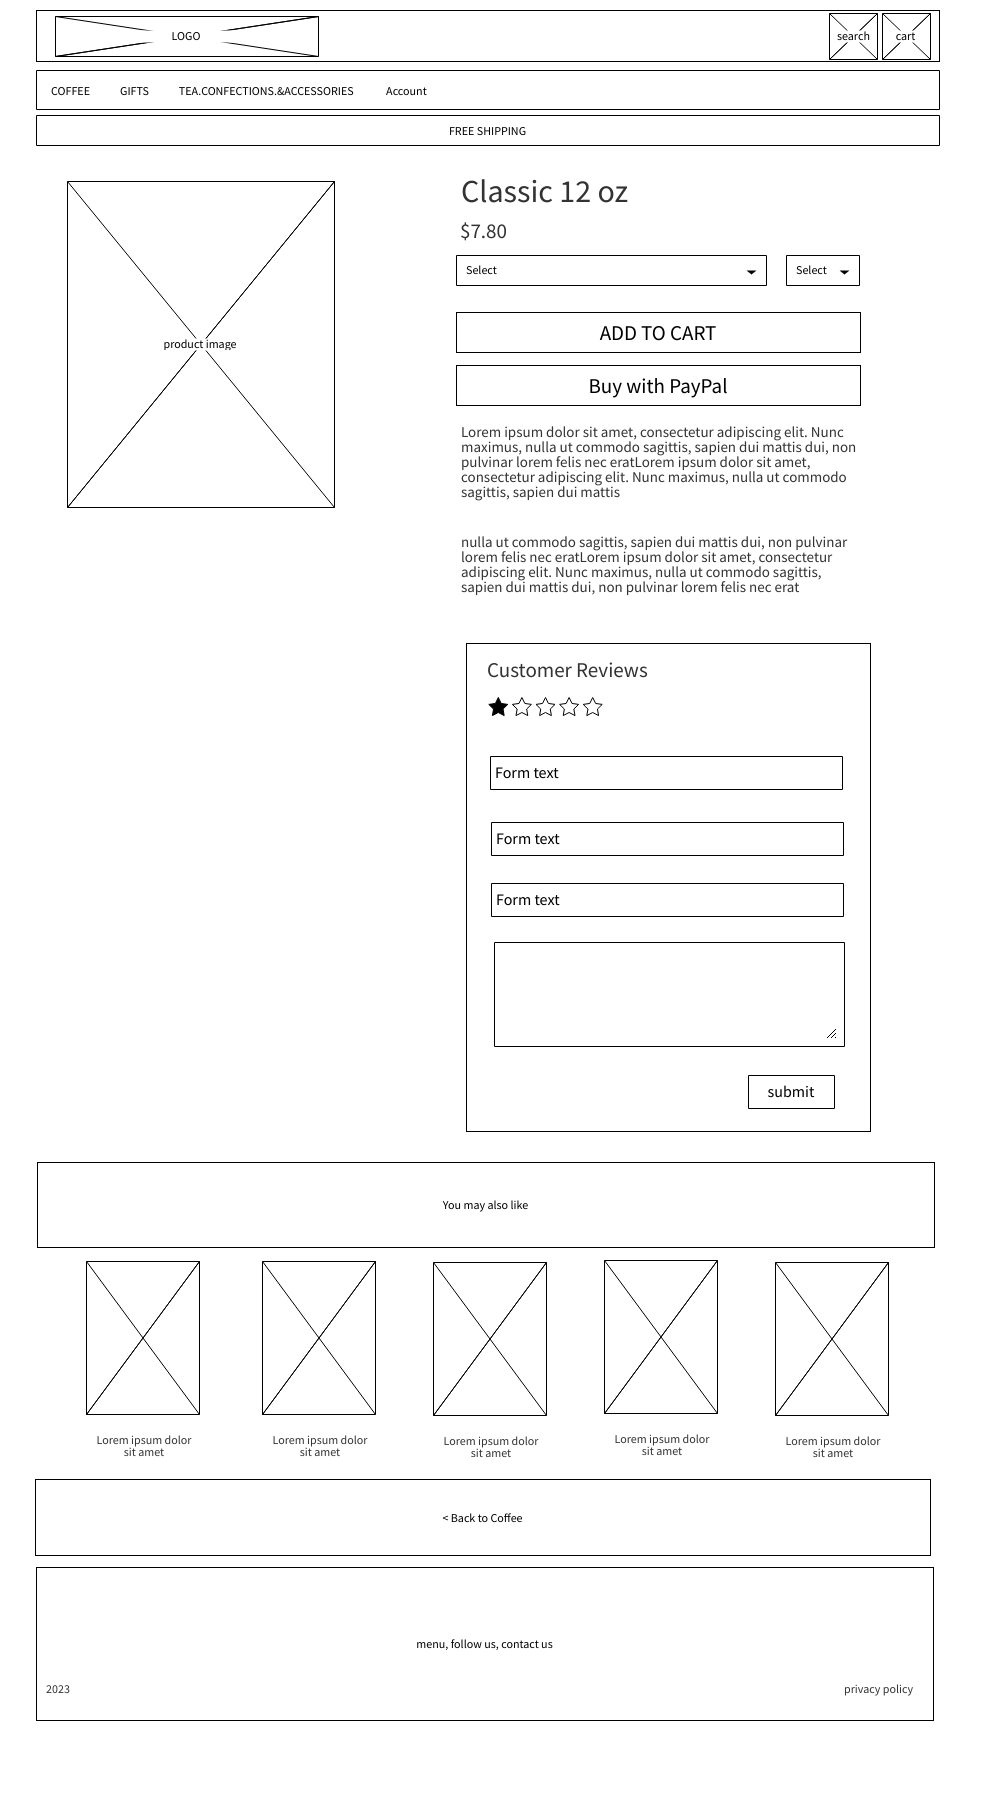 LOGO
search
cart
COFFEE
GIFTS
TEA.CONFECTIONS.&ACCESSORIES
Account
FREE SHIPPING
product image
Classic 12 oz
$7.80
Select
Select
ADD TO CART
Buy with PayPal
Lorem ipsum dolor sit amet, consectetur adipiscing elit. Nunc
maximus, nulla ut commodo sagittis, sapien dui mattis dui, non
pulvinar lorem felis nec eratLorem ipsum dolor sit amet,
consectetur adipiscing elit. Nunc maximus, nulla ut commodo
sagittis, sapien dui mattis
nulla ut commodo sagittis, sapien dui mattis dui, non pulvinar
lorem felis nec eratLorem ipsum dolor sit amet, consectetur
adipiscing elit. Nunc maximus, nulla ut commodo sagittis,
sapien dui mattis dui, non pulvinar lorem felis nec erat
Customer Reviews
Form text
Form text
Form text
submit
You may also like
Lorem ipsum dolor
sit amet
Lorem ipsum dolor
sit amet
Lorem ipsum dolor
sit amet
Lorem ipsum dolor
sit amet
Lorem ipsum dolor
sit amet
< Back to Coffee
menu, follow us, contact us
2023
privacy policy